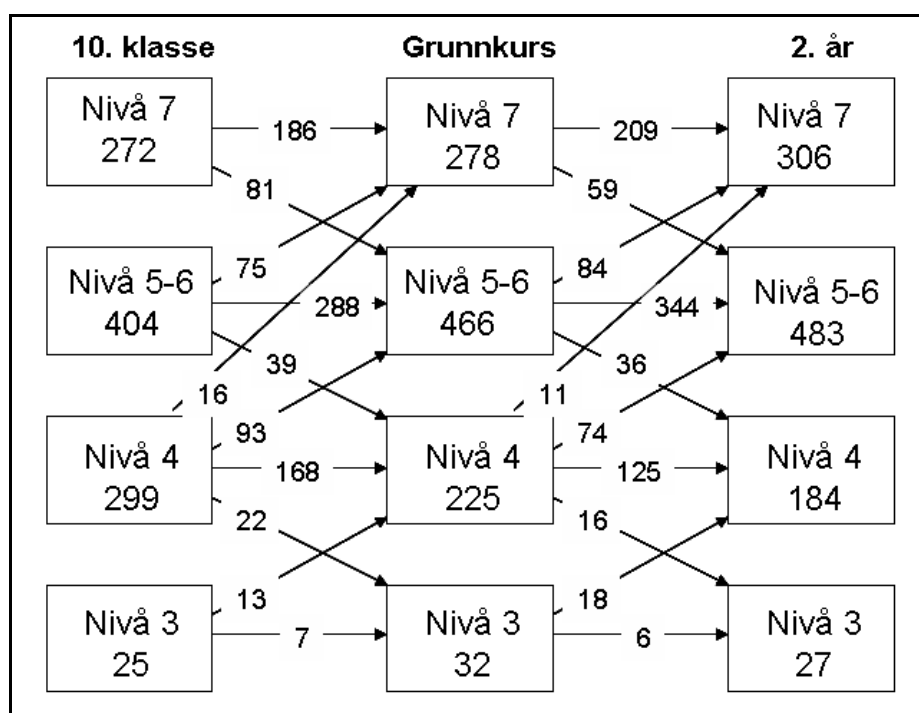 10. klasse Grunnkurs 2. år
Nivå 7 Nivå 7 Nivå 7
272 186 278 209 306
81 59
75 84
Nivå 5-6 Nivå 5-6 Nivå 5-6
404 288 466 344 483
39 36
16 11
93 74
Nivå 4 Nivå 4 Nivå 4
299 168 225 125 184
22 16
13 18
Nivå 3 Nivå 3 Nivå 3
25 7 32 6 27